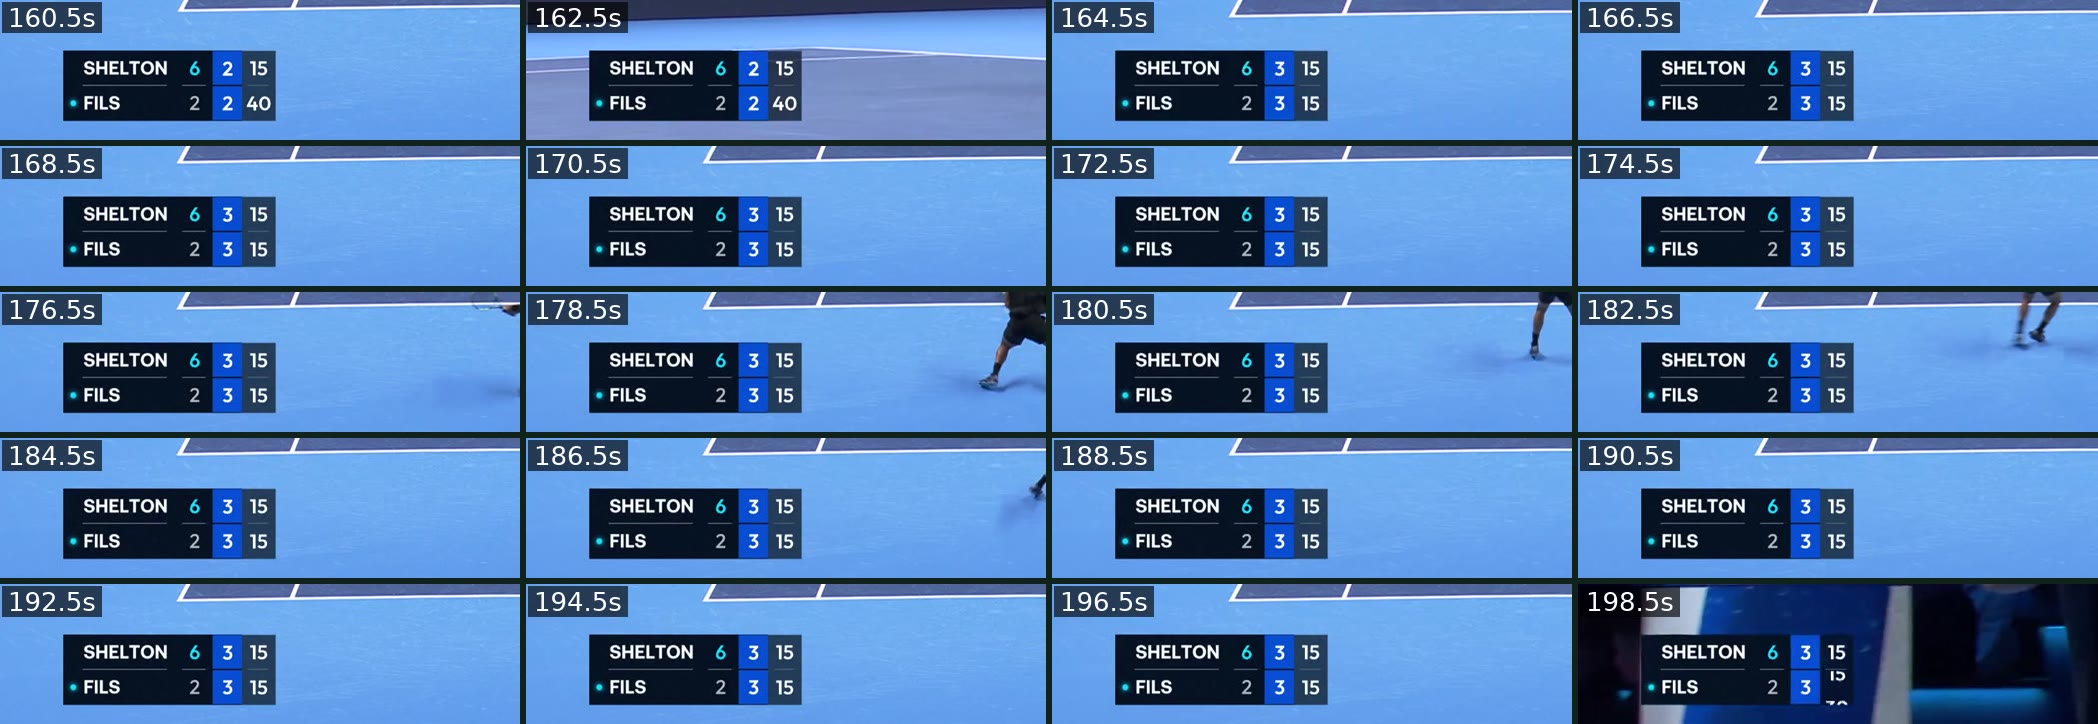 160.5s
SHELTON 6 2 15
FILS 2 2 40
162.5s
SHELTON 6 2 15
FILS 2 2 40
164.5s
SHELTON 6 3 15
FILS 2 3 15
166.5s
SHELTON 6 3 15
FILS 2 3 15
168.5s
SHELTON 6 3 15
FILS 2 3 15
170.5s
SHELTON 6 3 15
FILS 2 3 15
172.5s
SHELTON 6 3 15
FILS 2 3 15
174.5s
SHELTON 6 3 15
FILS 2 3 15
176.5s
SHELTON 6 3 15
FILS 2 3 15
178.5s
SHELTON 6 3 15
FILS 2 3 15
180.5s
SHELTON 6 3 15
FILS 2 3 15
182.5s
SHELTON 6 3 15
FILS 2 3 15
184.5s
SHELTON 6 3 15
FILS 2 3 15
186.5s
SHELTON 6 3 15
FILS 2 3 15
188.5s
SHELTON 6 3 15
FILS 2 3 15
190.5s
SHELTON 6 3 15
FILS 2 3 15
192.5s
SHELTON 6 3 15
FILS 2 3 15
194.5s
SHELTON 6 3 15
FILS 2 3 15
196.5s
SHELTON 6 3 15
FILS 2 3 15
198.5s
SHELTON 6 3 15
FILS 2 3 15